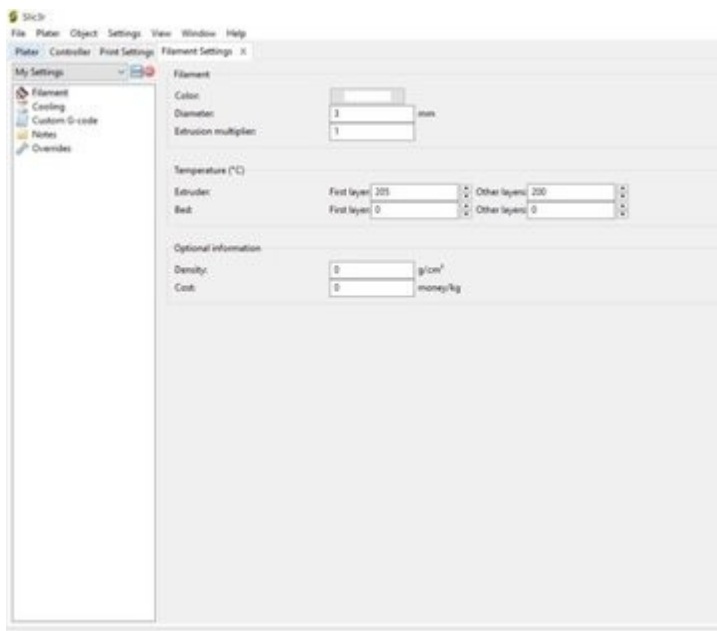 Slic3r
File Plater Object Settings View Window Help
Plater Controller Print Settings Filament Settings X
My Settings
Filament
Cooling
Custom G-code
Notes
Overrides
Filament
Color:
Diameter: 3 mm
Extrusion multiplier: 1
Temperature (°C)
Extruder: First layer: 205 Other layers: 200
Bed: First layer: 0 Other layers: 0
Optional information
Density: 0 g/cm³
Cost: 0 money/kg